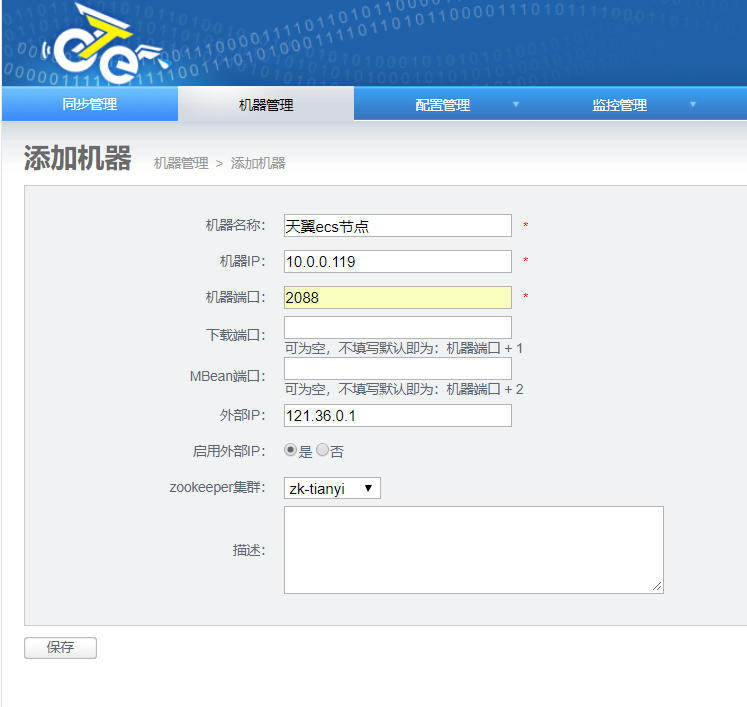 eTe
同步管理 机器管理 配置管理 ▼ 监控管理 ▼
添加机器 机器管理 > 添加机器
机器名称： 天翼ecs节点 *
机器IP： 10.0.0.119 *
机器端口： 2088 *
下载端口：
可为空，不填写默认即为：机器端口 + 1
MBean端口：
可为空，不填写默认即为：机器端口 + 2
外部IP： 121.36.0.1
启用外部IP： 是 否
zookeeper集群： zk-tianyi ▼
描述：
保存